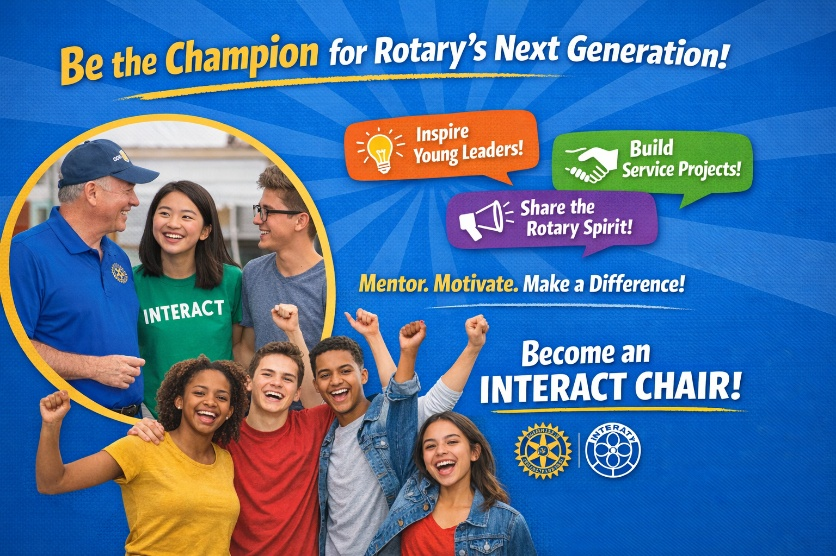 Be the Champion for Rotary's Next Generation!
Inspire
Young Leaders!
Build
Service Projects!
Share the
Rotary Spirit!
INTERACT
Mentor. Motivate. Make a Difference!
Become an
INTERACT CHAIR!